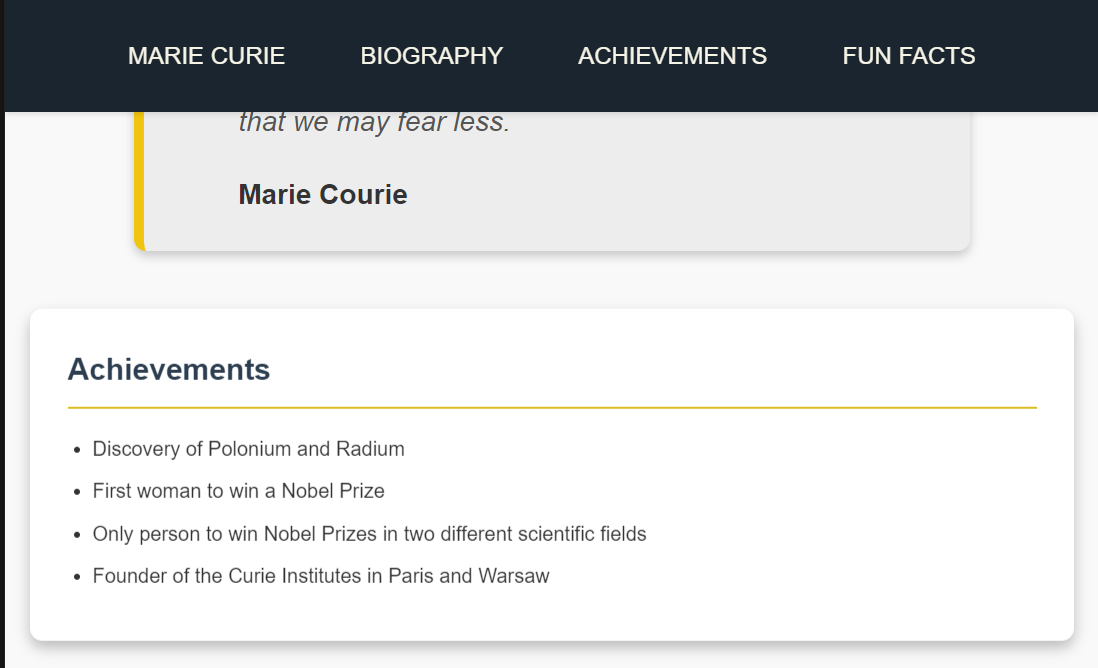 MARIE CURIE BIOGRAPHY ACHIEVEMENTS FUN FACTS
that we may fear less.
Marie Courie
Achievements
Discovery of Polonium and Radium
First woman to win a Nobel Prize
Only person to win Nobel Prizes in two different scientific fields
Founder of the Curie Institutes in Paris and Warsaw